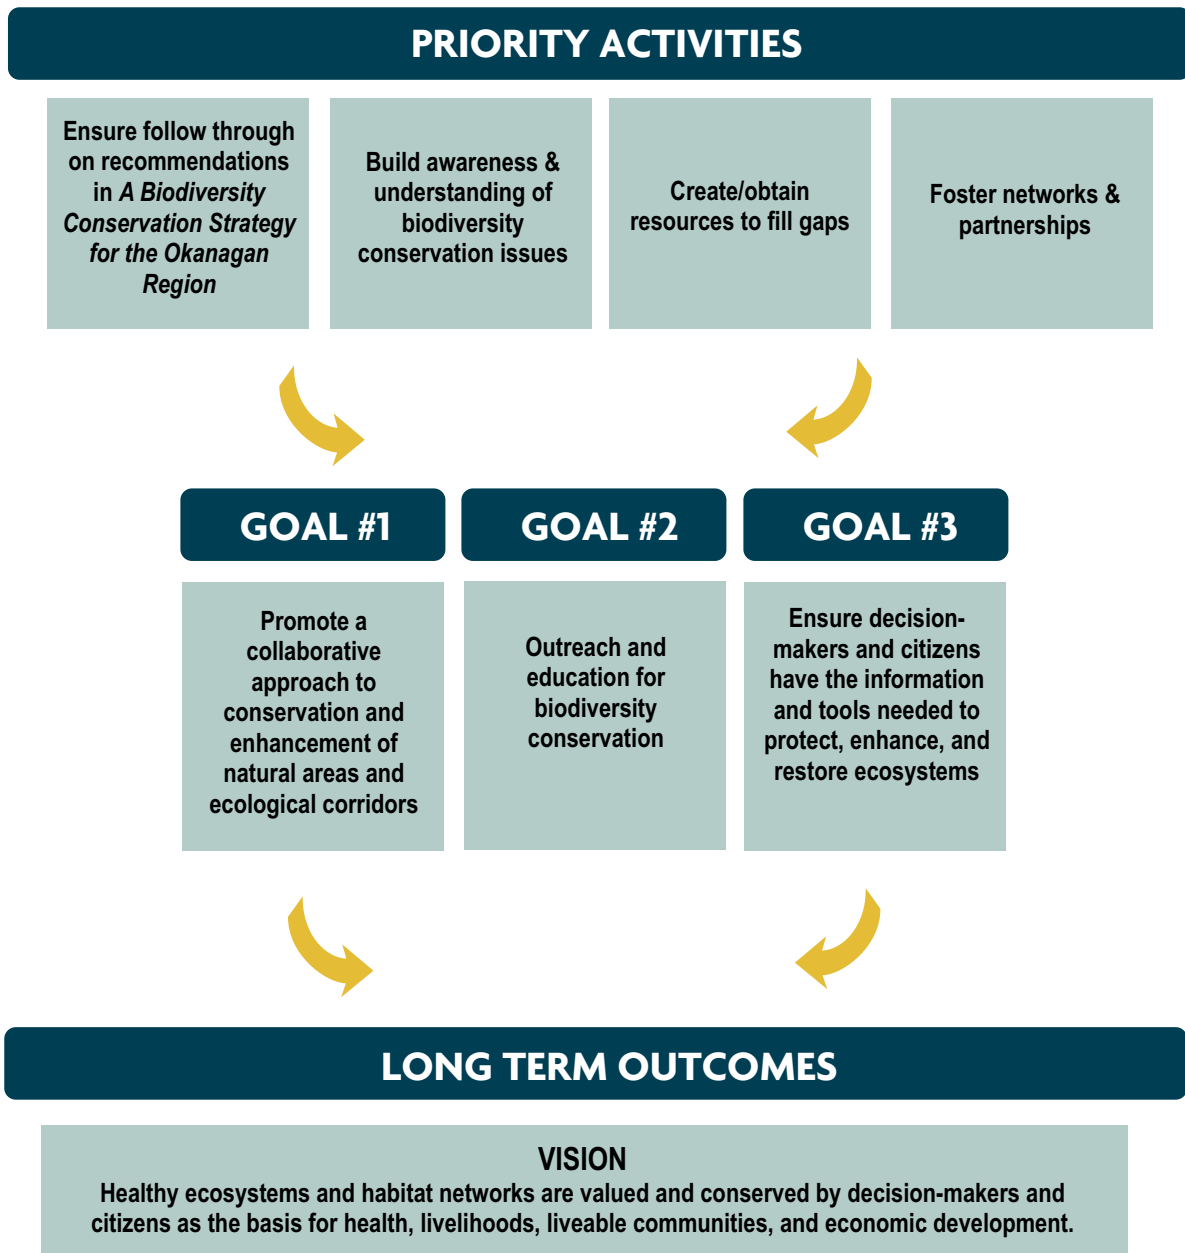 PRIORITY ACTIVITIES
Ensure follow through
on recommendations
in A Biodiversity
Conservation Strategy
for the Okanagan
Region
Build awareness &
understanding of
biodiversity
conservation issues
Create/obtain
resources to fill gaps
Foster networks &
partnerships
GOAL #1
Promote a
collaborative
approach to
conservation and
enhancement of
natural areas and
ecological corridors
GOAL #2
Outreach and
education for
biodiversity
conservation
GOAL #3
Ensure decision-
makers and citizens
have the information
and tools needed to
protect, enhance, and
restore ecosystems
LONG TERM OUTCOMES
VISION
Healthy ecosystems and habitat networks are valued and conserved by decision-makers and
citizens as the basis for health, livelihoods, liveable communities, and economic development.